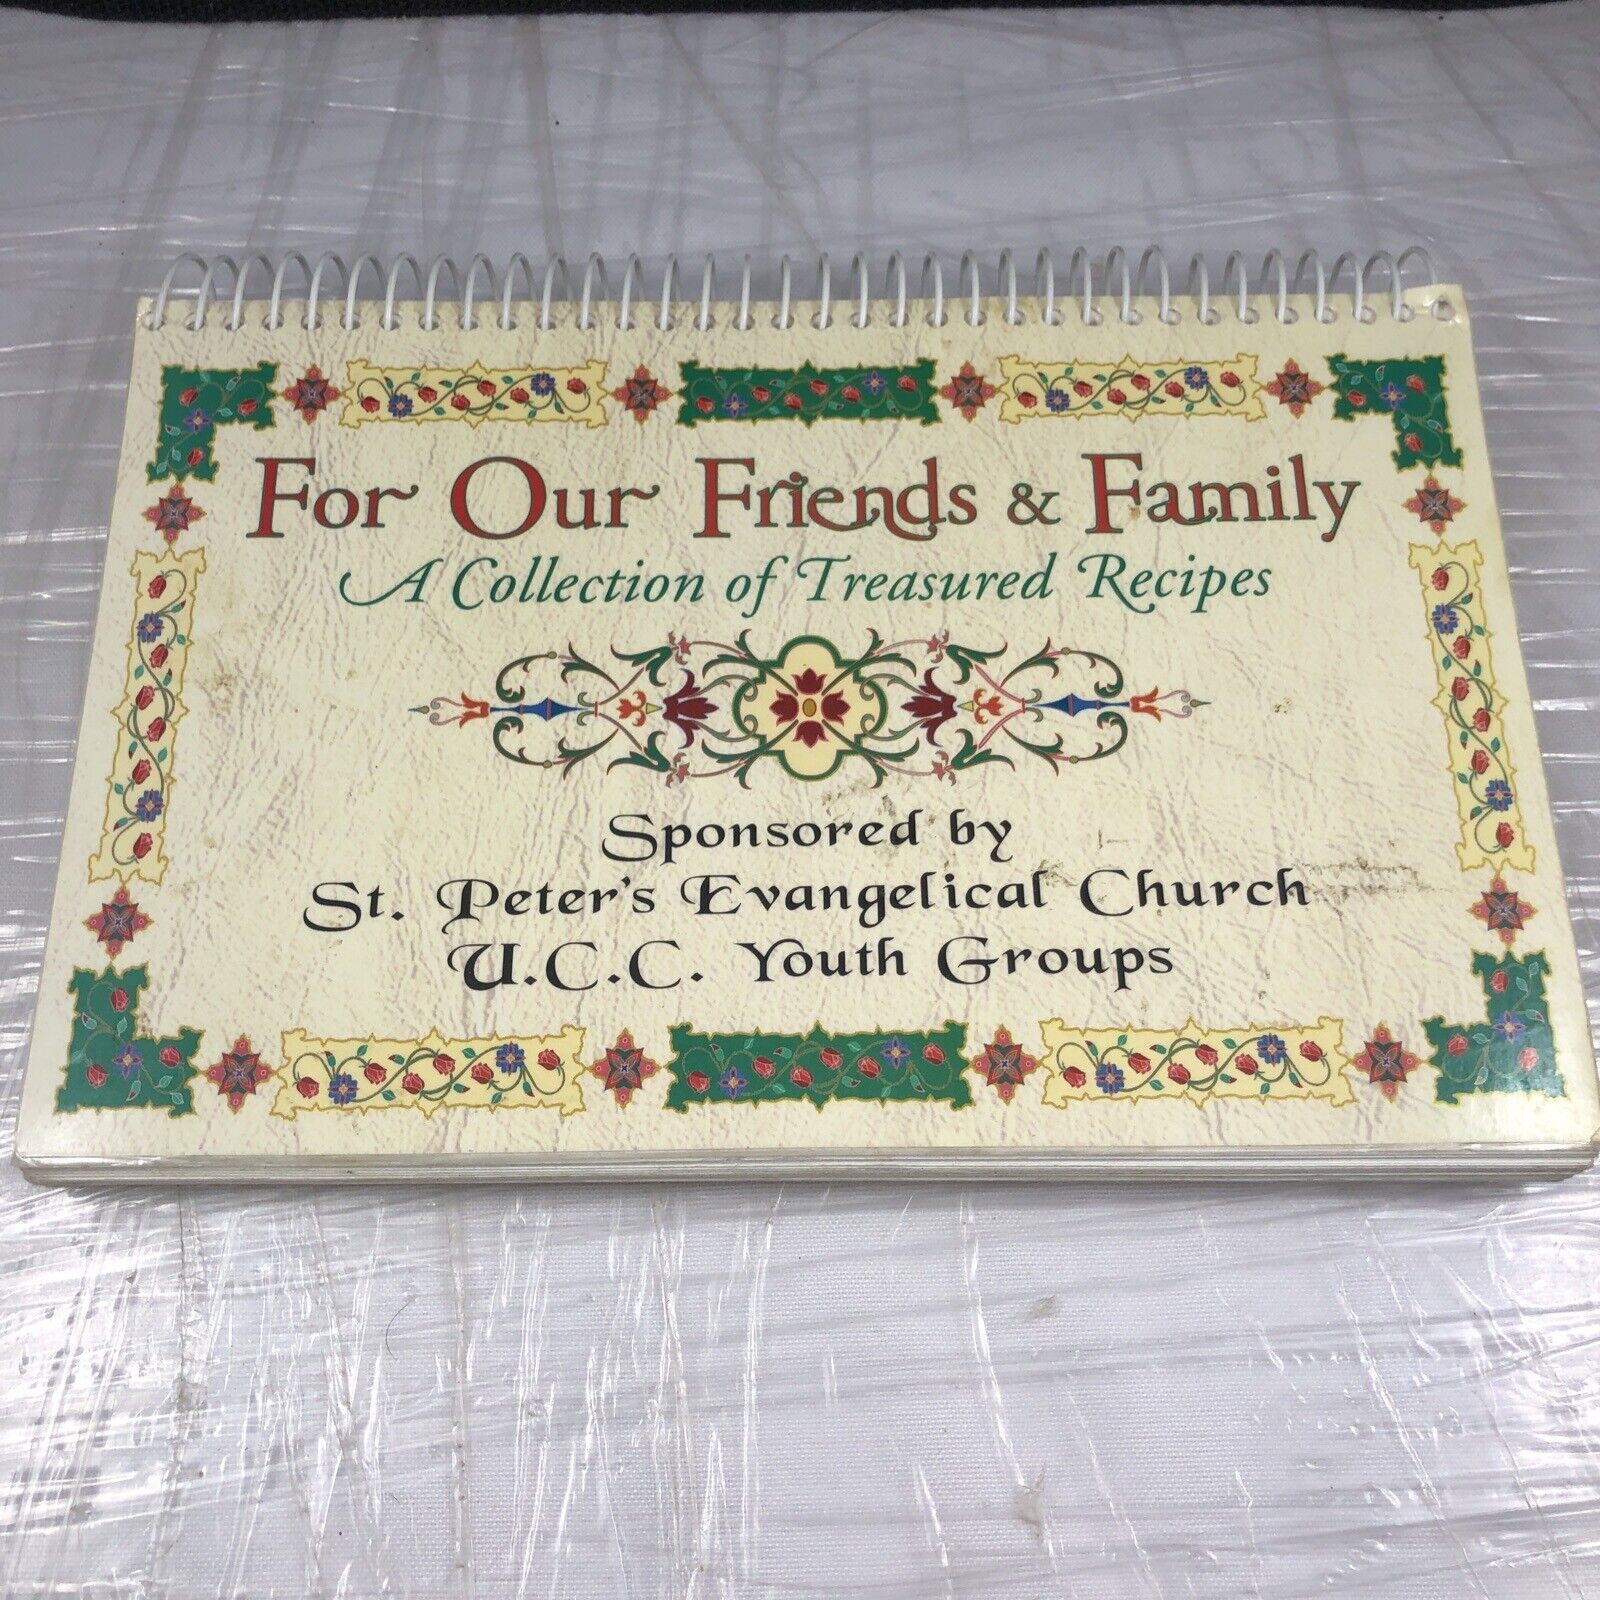 For Our Friends & Family
A Collection of Treasured Recipes
Sponsored by
St. Peter's Evangelical Church
U.C.C. Youth Groups